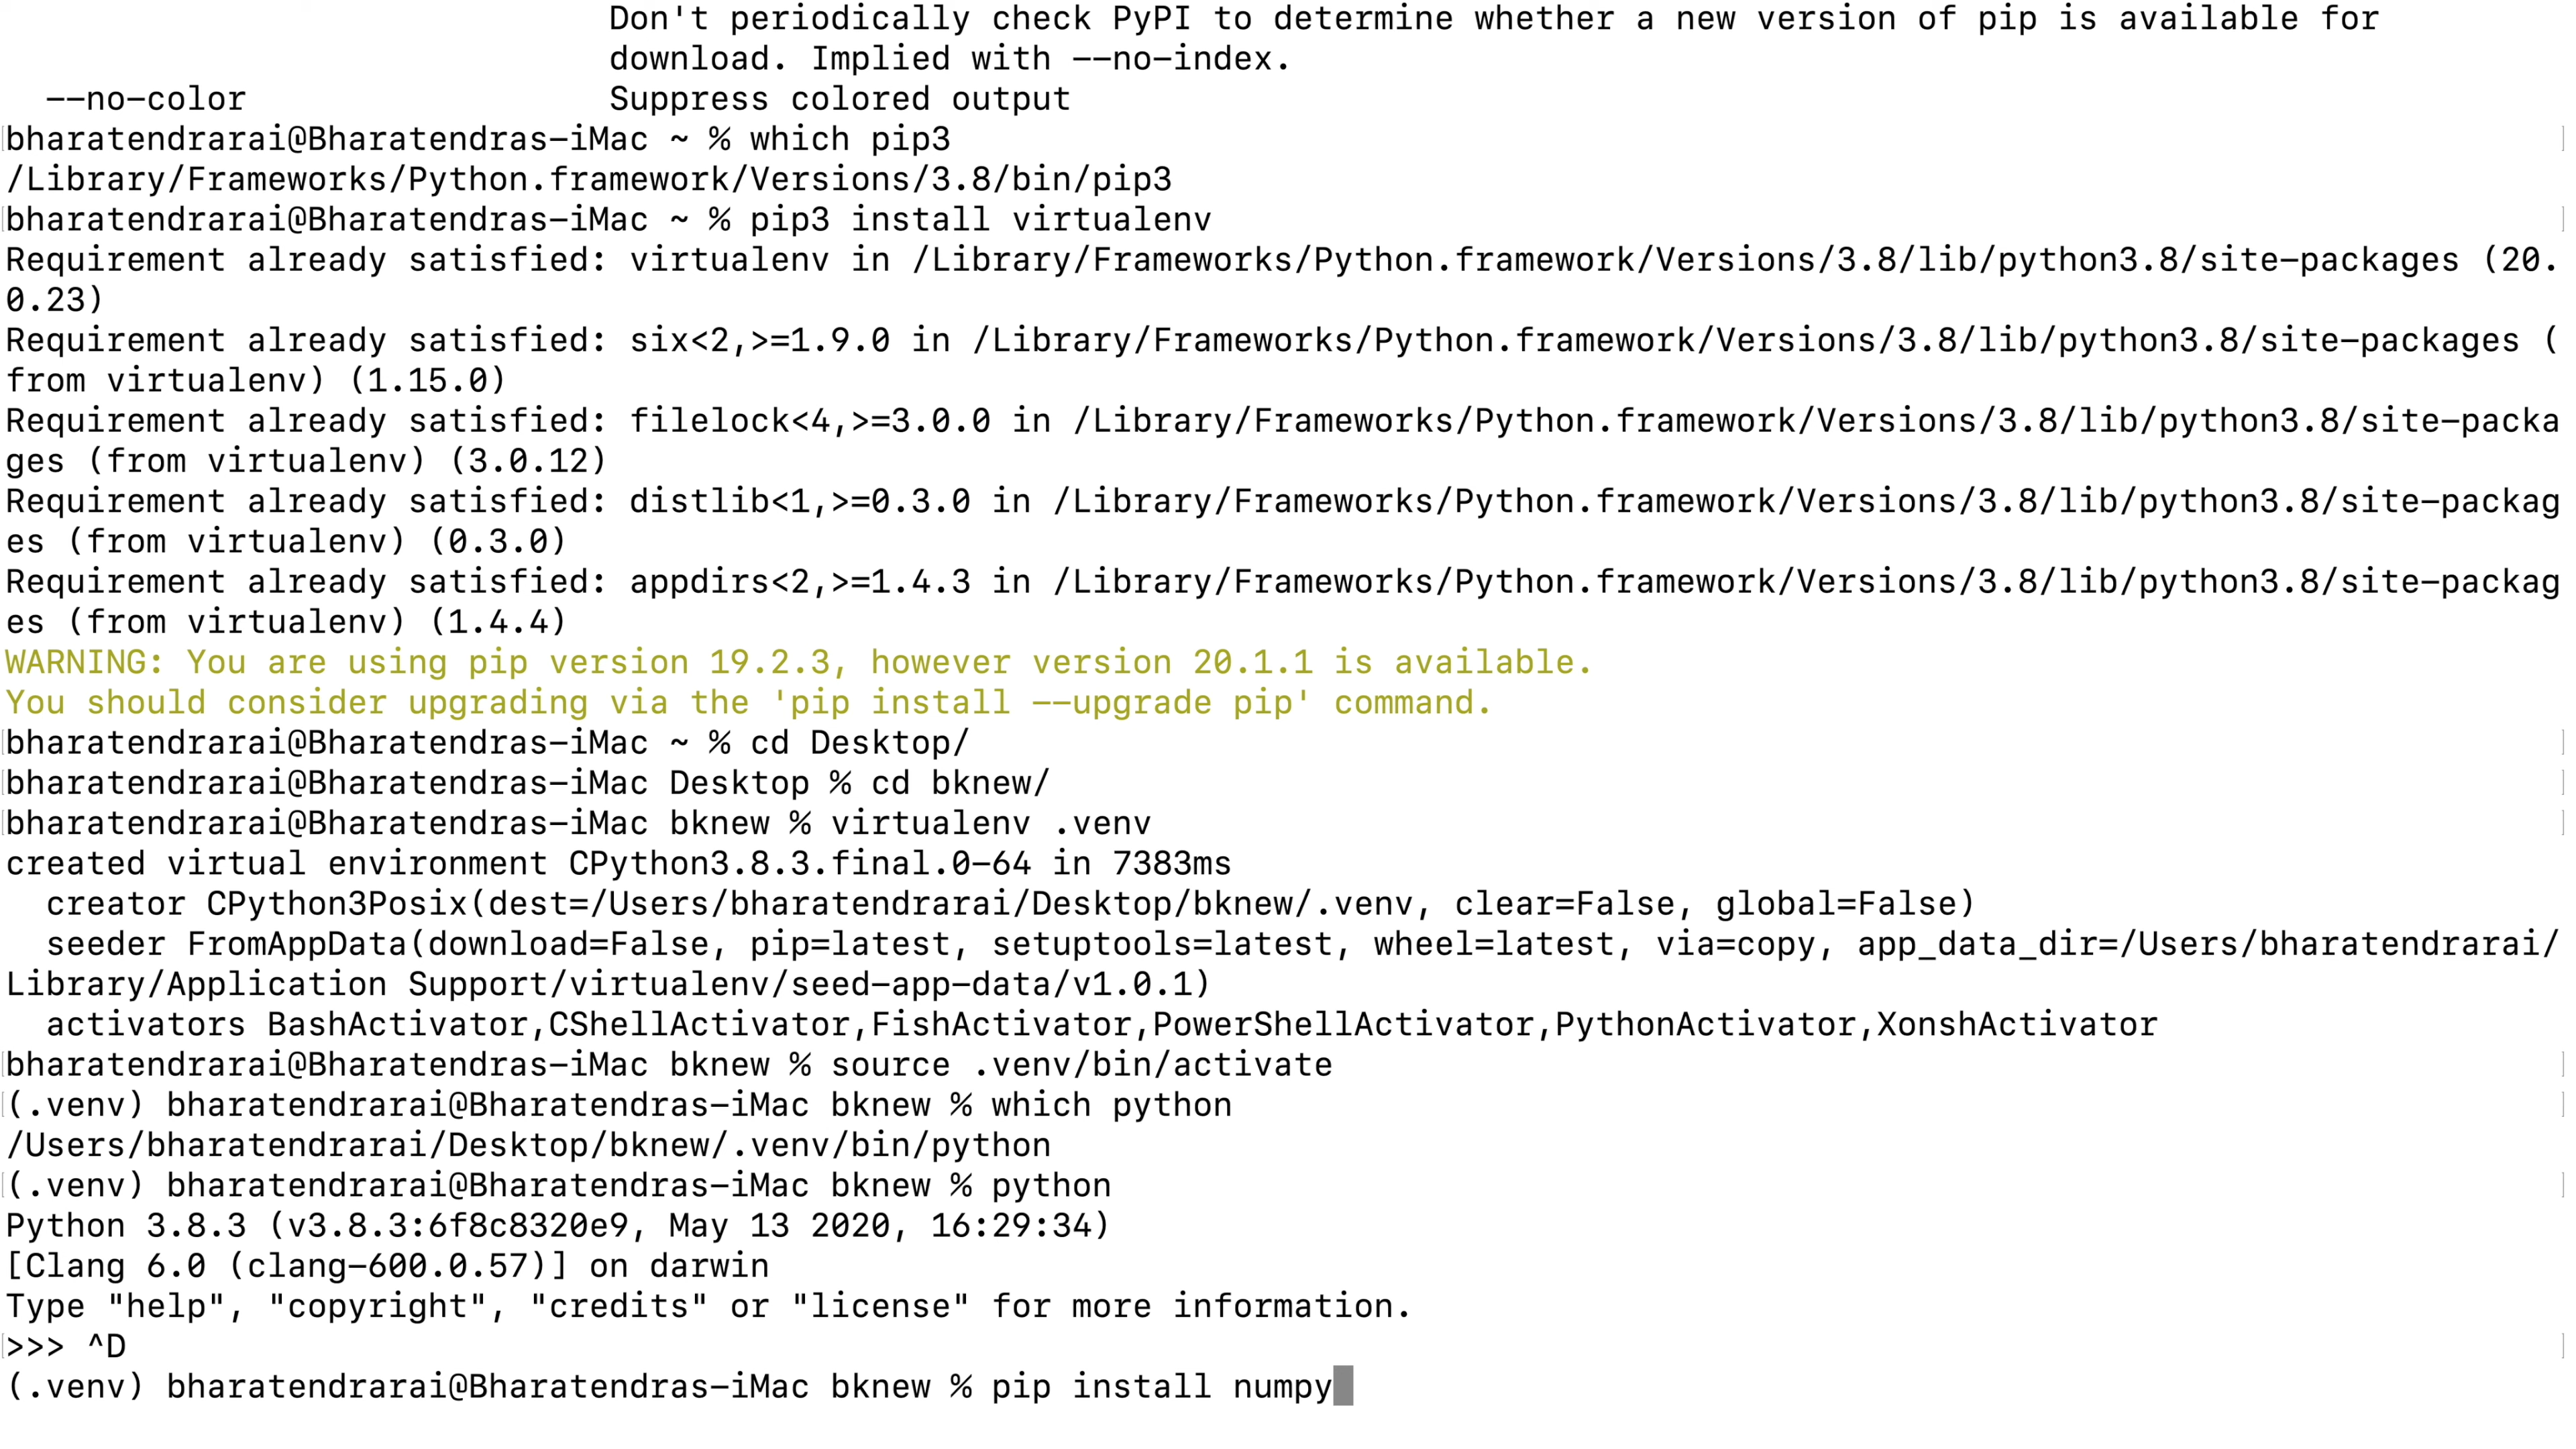 Don't periodically check PyPI to determine whether a new version of pip is available for
download. Implied with --no-index.
--no-color Suppress colored output
bharatendrarai@Bharatendras-iMac ~ % which pip3
/Library/Frameworks/Python.framework/Versions/3.8/bin/pip3
bharatendrarai@Bharatendras-iMac ~ % pip3 install virtualenv
Requirement already satisfied: virtualenv in /Library/Frameworks/Python.framework/Versions/3.8/lib/python3.8/site-packages (20.
0.23)
Requirement already satisfied: six<2,>=1.9.0 in /Library/Frameworks/Python.framework/Versions/3.8/lib/python3.8/site-packages (
from virtualenv) (1.15.0)
Requirement already satisfied: filelock<4,>=3.0.0 in /Library/Frameworks/Python.framework/Versions/3.8/lib/python3.8/site-packa
ges (from virtualenv) (3.0.12)
Requirement already satisfied: distlib<1,>=0.3.0 in /Library/Frameworks/Python.framework/Versions/3.8/lib/python3.8/site-packag
es (from virtualenv) (0.3.0)
Requirement already satisfied: appdirs<2,>=1.4.3 in /Library/Frameworks/Python.framework/Versions/3.8/lib/python3.8/site-packag
es (from virtualenv) (1.4.4)
WARNING: You are using pip version 19.2.3, however version 20.1.1 is available.
You should consider upgrading via the 'pip install --upgrade pip' command.
bharatendrarai@Bharatendras-iMac ~ % cd Desktop/
bharatendrarai@Bharatendras-iMac Desktop % cd bknew/
bharatendrarai@Bharatendras-iMac bknew % virtualenv .venv
created virtual environment CPython3.8.3.final.0-64 in 7383ms
creator CPython3Posix(dest=/Users/bharatendrarai/Desktop/bknew/.venv, clear=False, global=False)
seeder FromAppData(download=False, pip=latest, setuptools=latest, wheel=latest, via=copy, app_data_dir=/Users/bharatendrarai/
Library/Application Support/virtualenv/seed-app-data/v1.0.1)
activators BashActivator,CShellActivator,FishActivator,PowerShellActivator,PythonActivator,XonshActivator
bharatendrarai@Bharatendras-iMac bknew % source .venv/bin/activate
(.venv) bharatendrarai@Bharatendras-iMac bknew % which python
/Users/bharatendrarai/Desktop/bknew/.venv/bin/python
(.venv) bharatendrarai@Bharatendras-iMac bknew % python
Python 3.8.3 (v3.8.3:6f8c8320e9, May 13 2020, 16:29:34)
[Clang 6.0 (clang-600.0.57)] on darwin
Type "help", "copyright", "credits" or "license" for more information.
>>> ^D
(.venv) bharatendrarai@Bharatendras-iMac bknew % pip install numpy